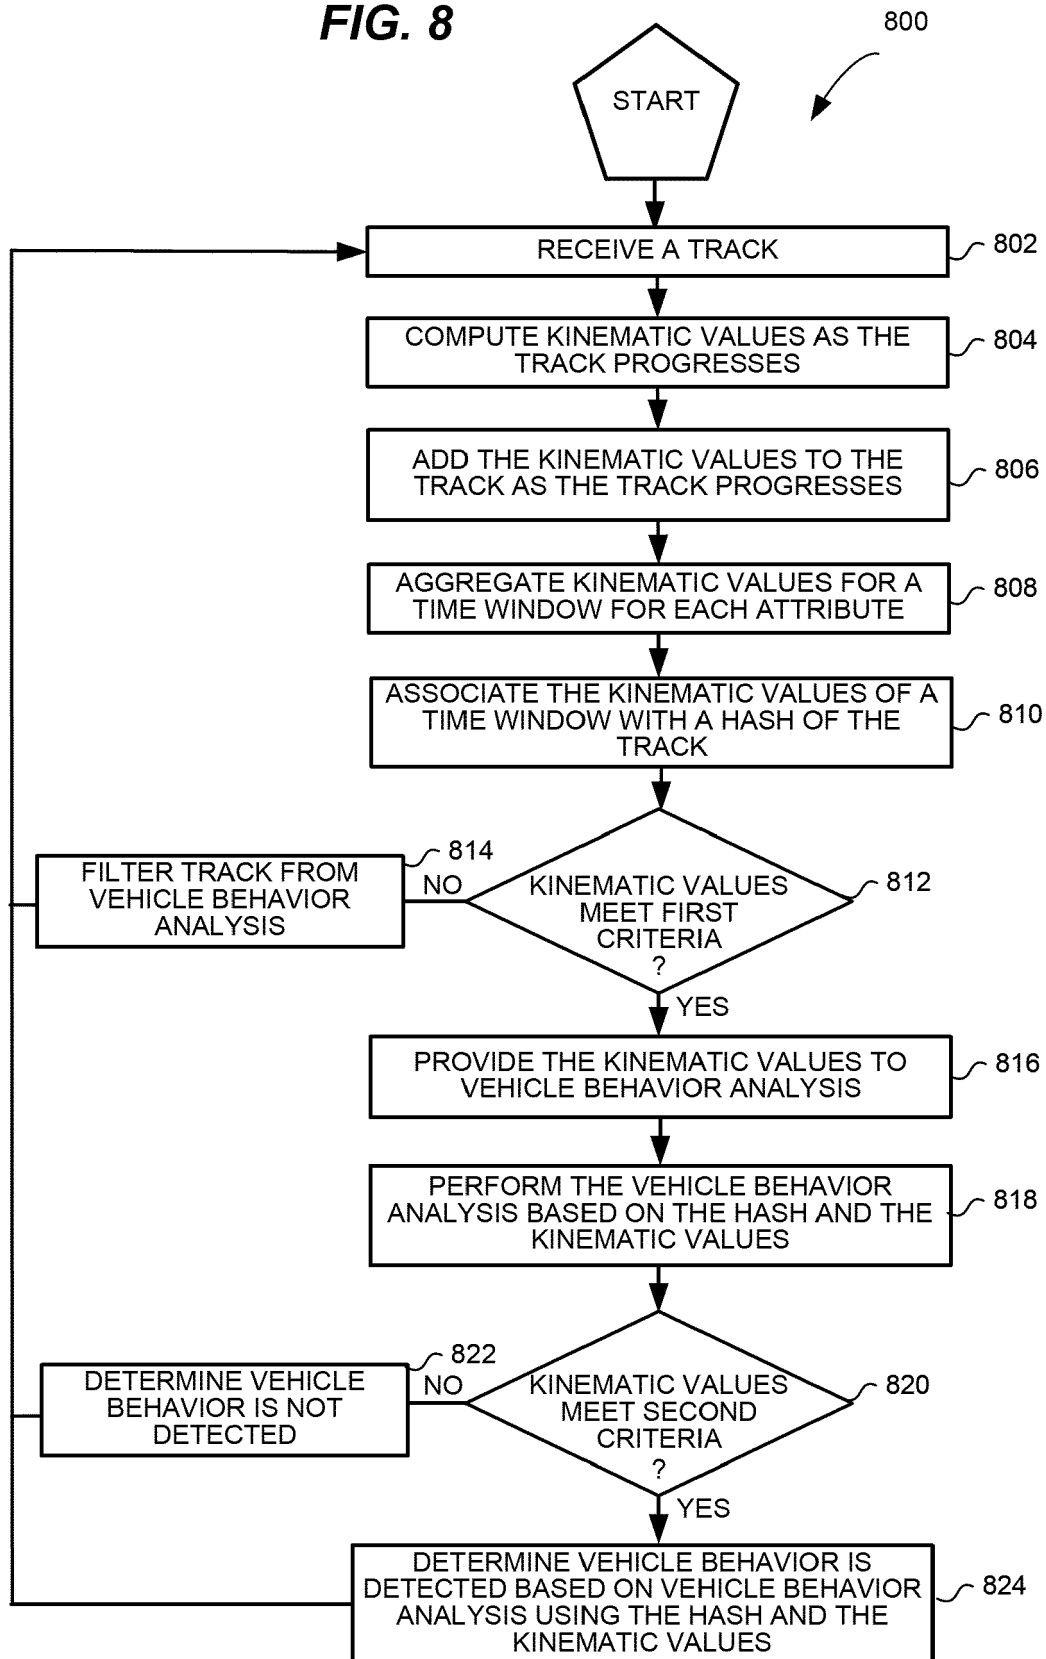 FIG. 8
800
START
RECEIVE A TRACK
802
COMPUTE KINEMATIC VALUES AS THE
TRACK PROGRESSES
804
ADD THE KINEMATIC VALUES TO THE
TRACK AS THE TRACK PROGRESSES
806
AGGREGATE KINEMATIC VALUES FOR A
TIME WINDOW FOR EACH ATTRIBUTE
808
ASSOCIATE THE KINEMATIC VALUES OF A
TIME WINDOW WITH A HASH OF THE
TRACK
810
KINEMATIC VALUES
MEET FIRST
CRITERIA
?
812
NO
814
FILTER TRACK FROM
VEHICLE BEHAVIOR
ANALYSIS
YES
PROVIDE THE KINEMATIC VALUES TO
VEHICLE BEHAVIOR ANALYSIS
816
PERFORM THE VEHICLE BEHAVIOR
ANALYSIS BASED ON THE HASH AND THE
KINEMATIC VALUES
818
KINEMATIC VALUES
MEET SECOND
CRITERIA
?
820
NO
822
DETERMINE VEHICLE
BEHAVIOR IS NOT
DETECTED
YES
DETERMINE VEHICLE BEHAVIOR IS
DETECTED BASED ON VEHICLE BEHAVIOR
ANALYSIS USING THE HASH AND THE
KINEMATIC VALUES
824